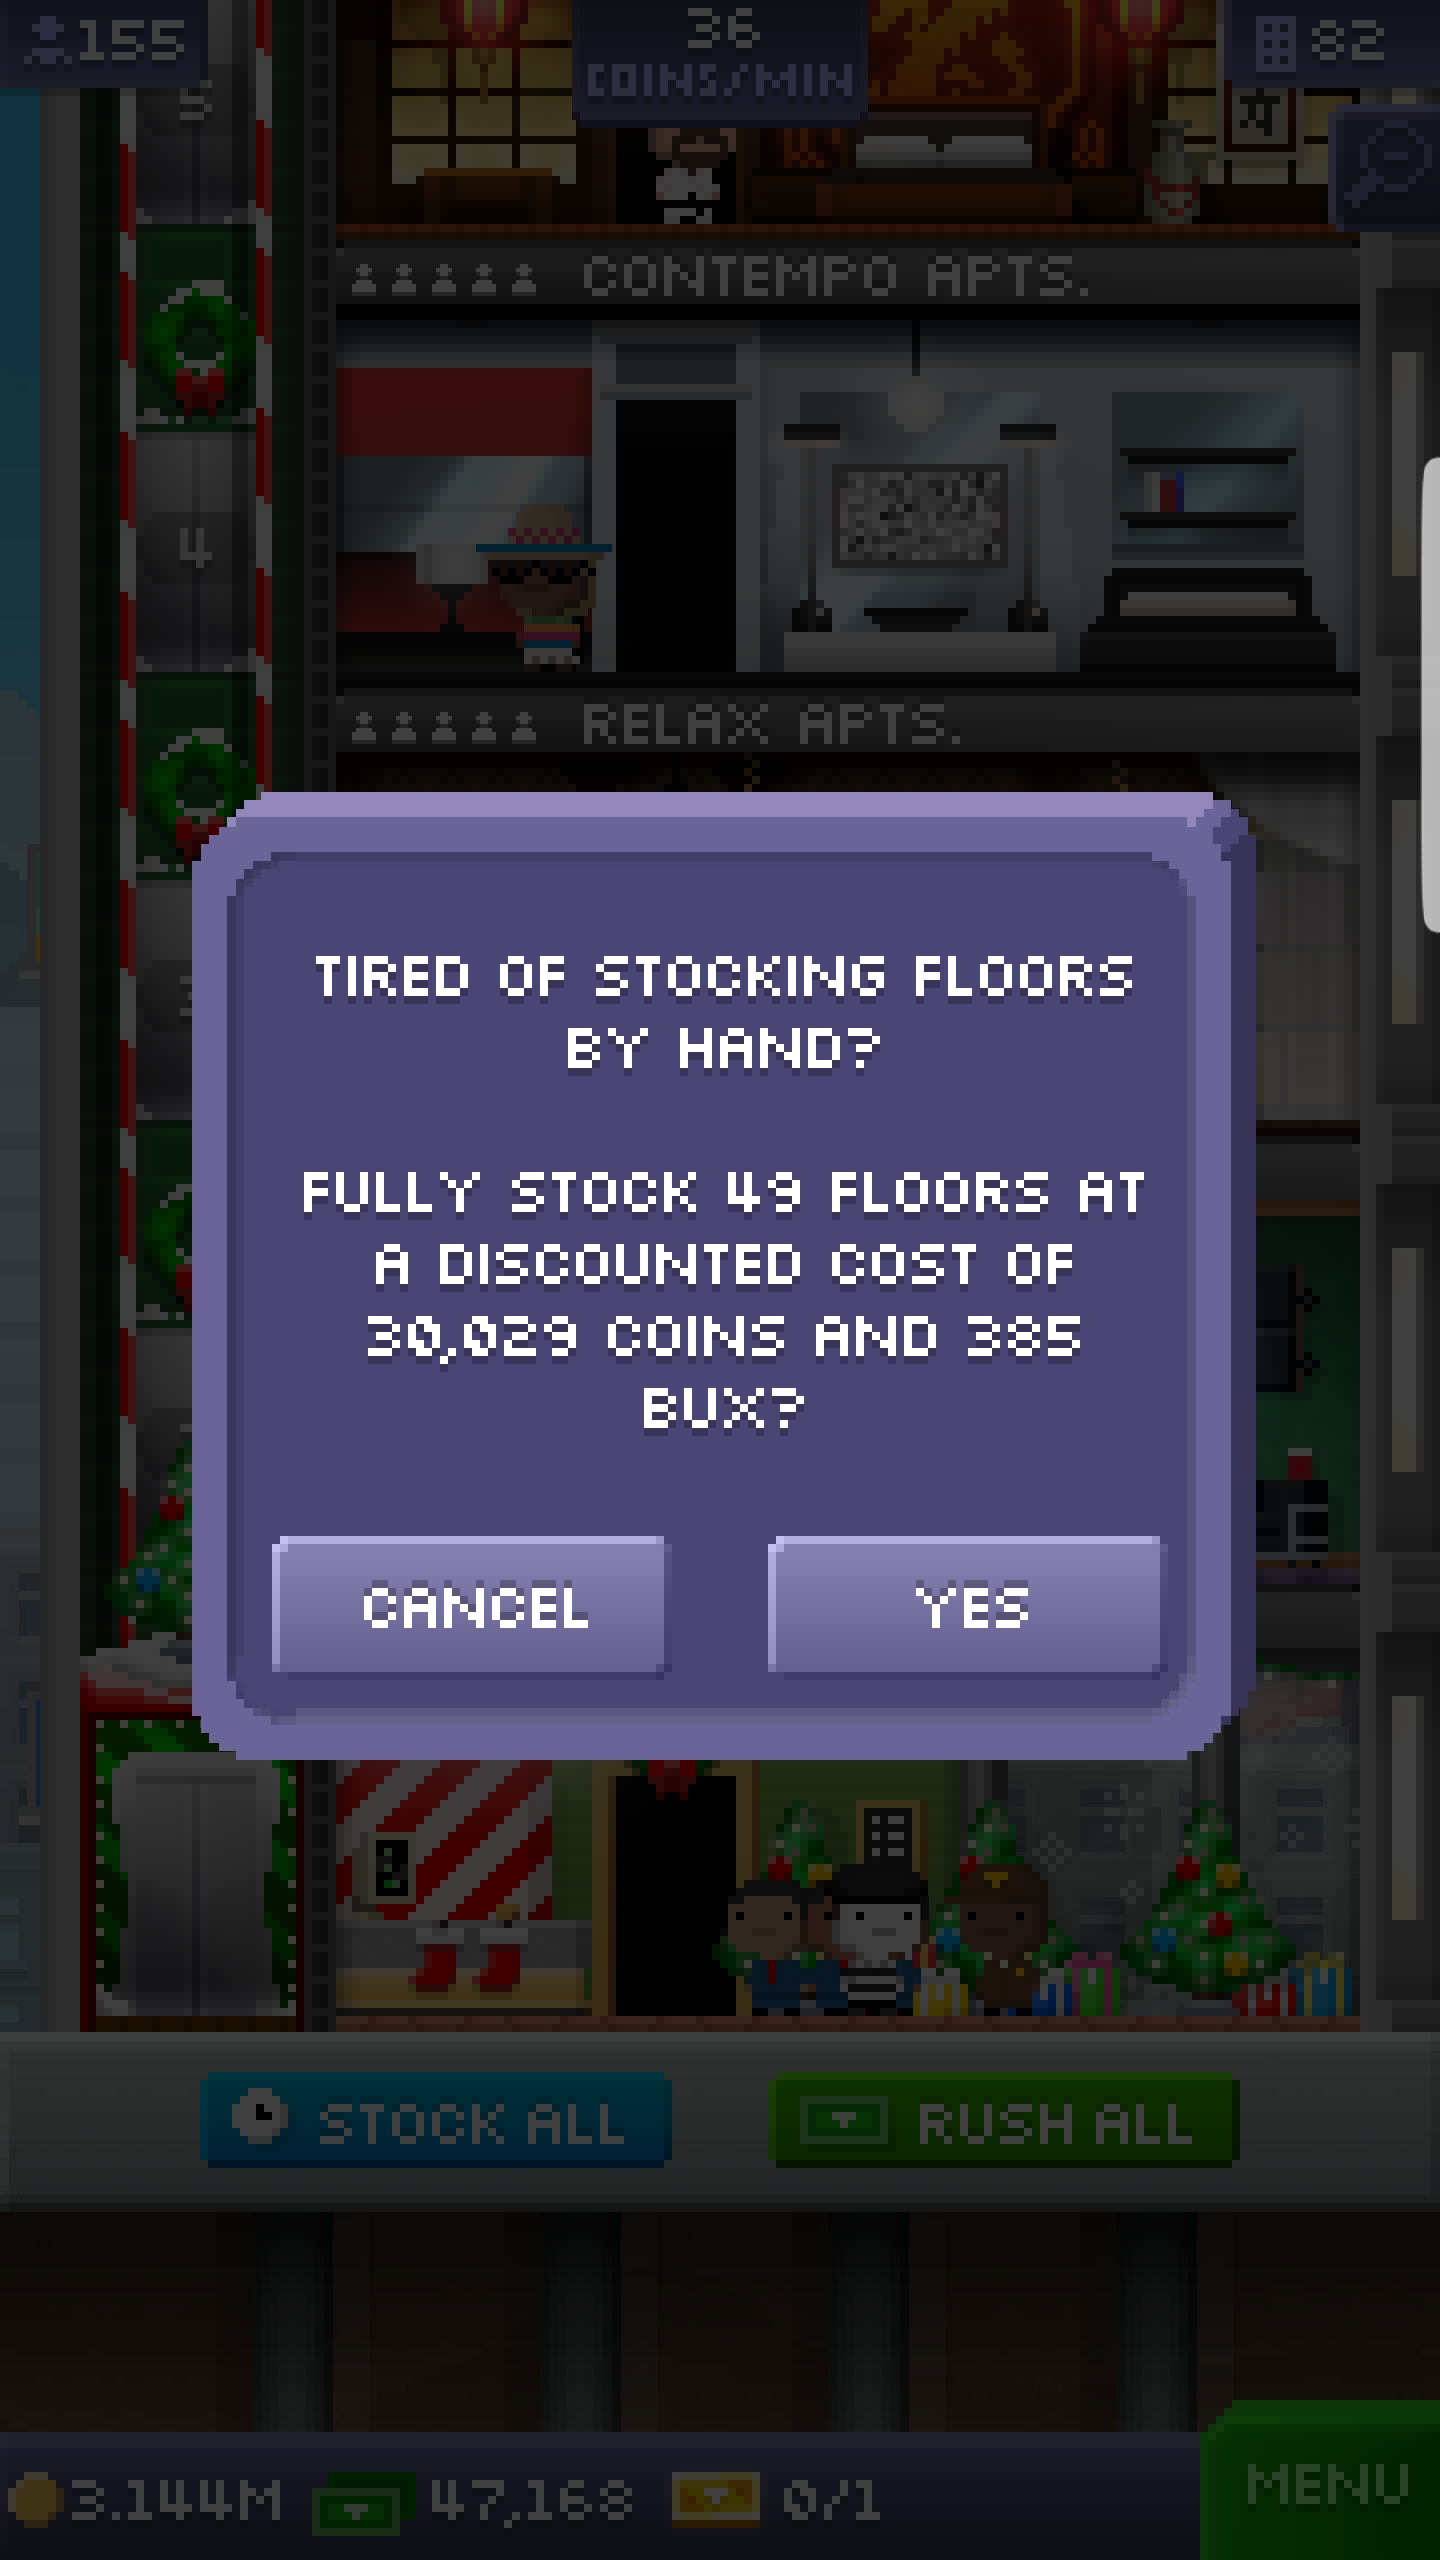 155
36
COINS/MIN
82
5
CONTEMPO APTS.
4
RELAX APTS.
TIRED OF STOCKING FLOORS
BY HAND?
FULLY STOCK 49 FLOORS AT
A DISCOUNTED COST OF
30,029 COINS AND 385
BUX?
CANCEL
YES
STOCK ALL
RUSH ALL
3.144M
47,168
0/1
MENU